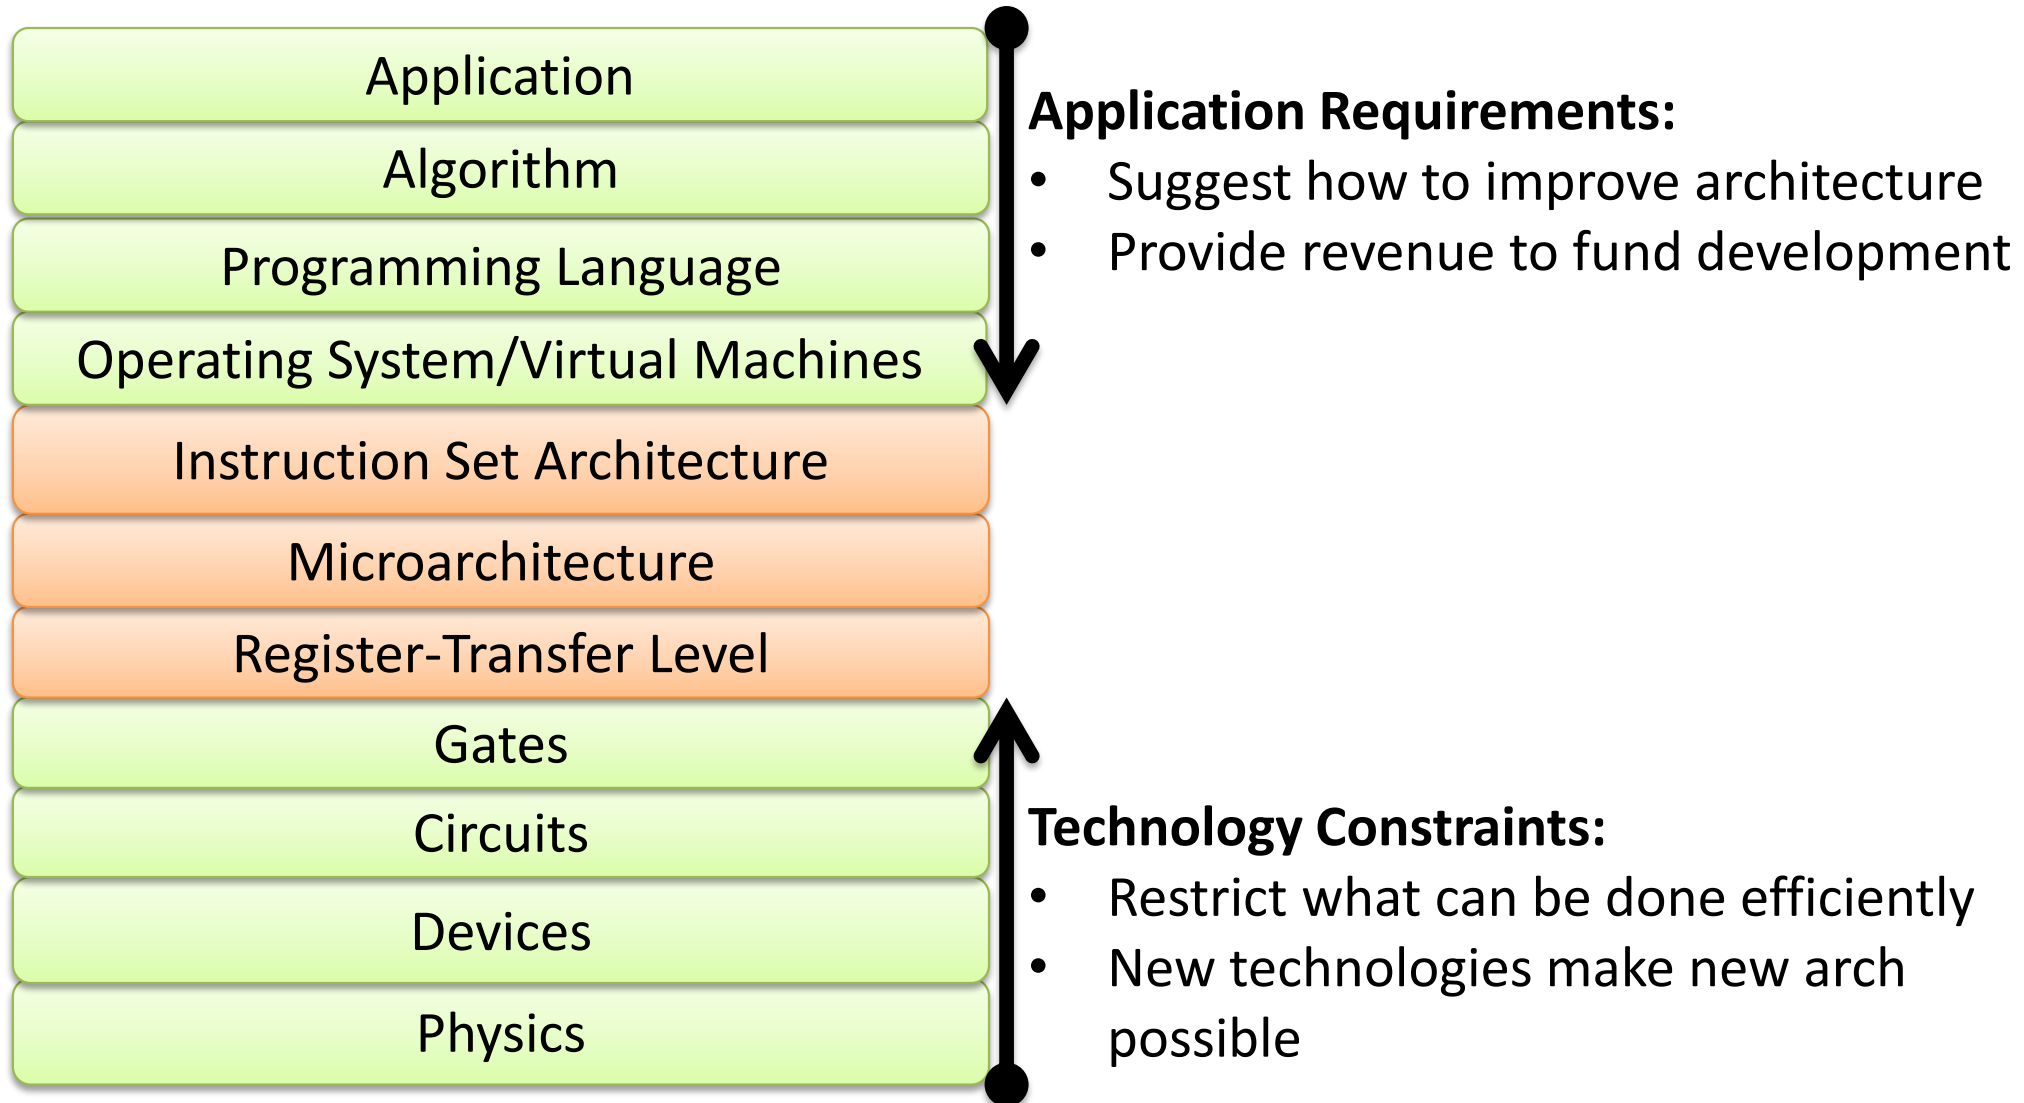 Application
Algorithm
Programming Language
Operating System/Virtual Machines
Instruction Set Architecture
Microarchitecture
Register-Transfer Level
Gates
Circuits
Devices
Physics
Application Requirements:
• Suggest how to improve architecture
• Provide revenue to fund development
Technology Constraints:
• Restrict what can be done efficiently
• New technologies make new arch
possible